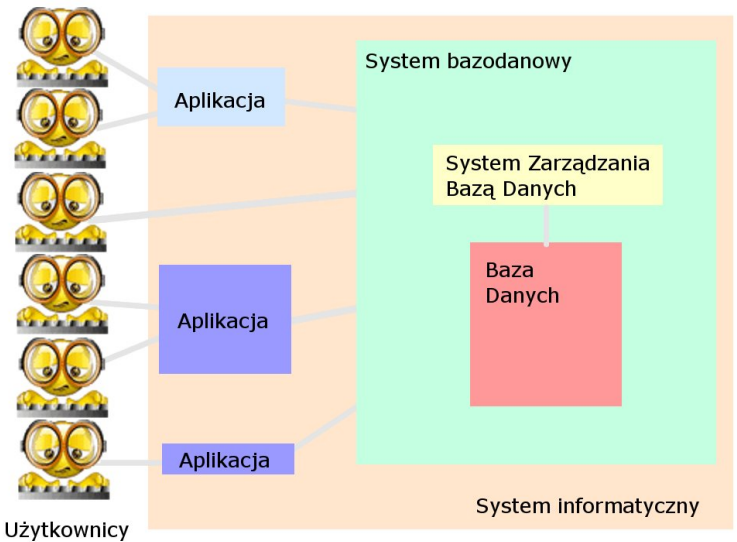 System bazodanowy
Aplikacja
System Zarządzania
Bazą Danych
Baza
Danych
Aplikacja
Aplikacja
System informatyczny
Użytkownicy